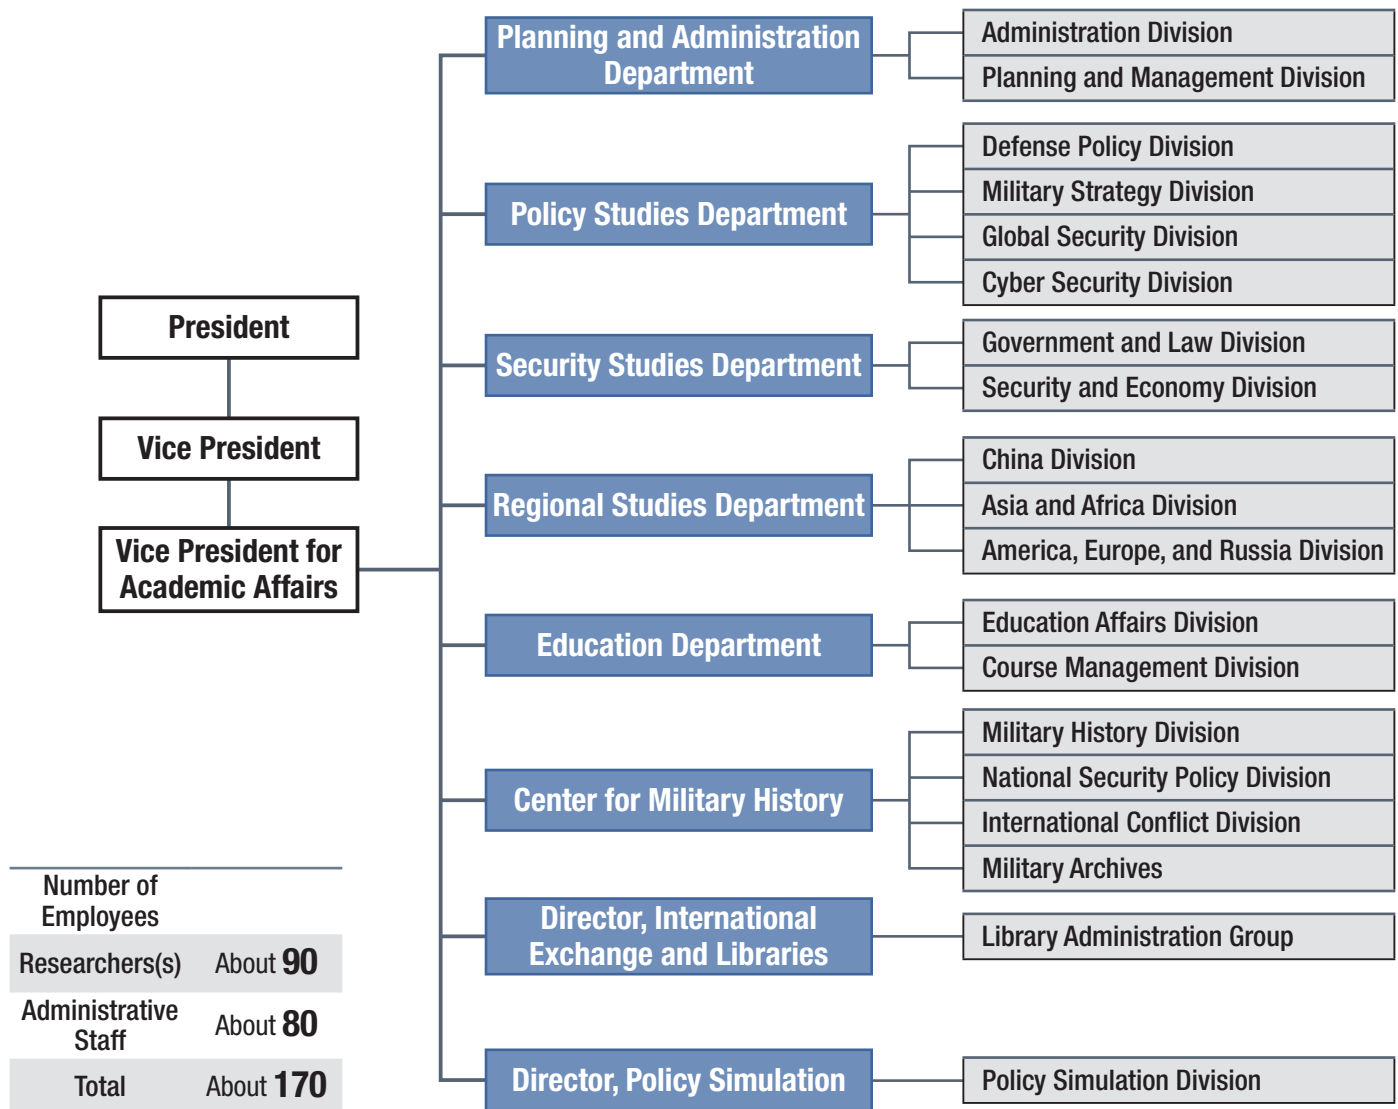 President
Vice President
Vice President for
Academic Affairs
Planning and Administration
Department
Administration Division
Planning and Management Division
Policy Studies Department
Defense Policy Division
Military Strategy Division
Global Security Division
Cyber Security Division
Security Studies Department
Government and Law Division
Security and Economy Division
Regional Studies Department
China Division
Asia and Africa Division
America, Europe, and Russia Division
Education Department
Education Affairs Division
Course Management Division
Center for Military History
Military History Division
National Security Policy Division
International Conflict Division
Military Archives
Director, International
Exchange and Libraries
Library Administration Group
Director, Policy Simulation
Policy Simulation Division
Number of
Employees
Researchers(s) About 90
Administrative
Staff
About 80
Total About 170